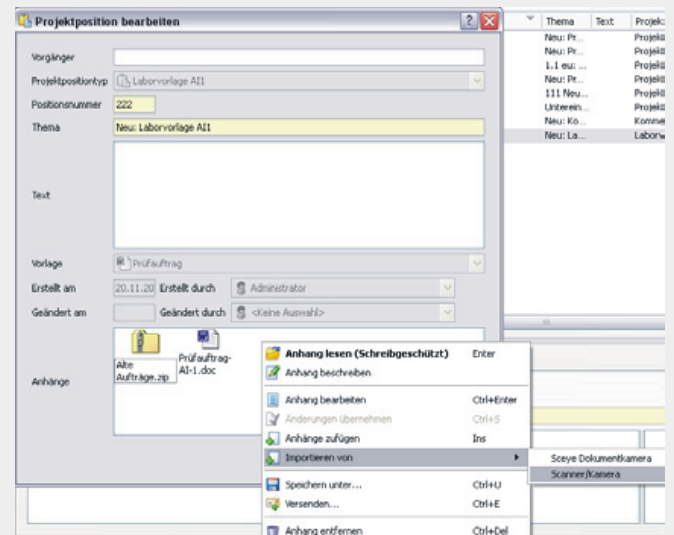 Projektposition bearbeiten
Vorgänger
Projektpositiontyp Laborvorlage AI1
Positionsnummer 222
Thema Neu: Laborvorlage AI1
Text
Vorlage Prüfauftrag
Erstellt am 20.11.20 Erstellt durch Administrator
Geändert am Geändert durch <Keine Auswahl>
Anhänge
Alte
Aufträge.zip
Prüfauftrag-
AI-1.doc
Anhang lesen (Schreibgeschützt) Enter
Anhang beschreiben
Anhang bearbeiten Ctrl+Enter
Änderungen übernehmen Ctrl+S
Anhänge zufügen Ins
Importieren von
Speichern unter... Ctrl+U
Versenden... Ctrl+E
Anhang entfernen Ctrl+Del
Sceye Dokumentkamera
Scanner/Kamera
Thema Text Projek
Neu: Pr... Projekt
Neu: Pr... Projekt
1.1 eu: ... Projekt
Neu: Pr... Projekt
111 Neu... Projekt
Unterein... Projekt
Neu: Ko... Komme
Neu: La... Laborv